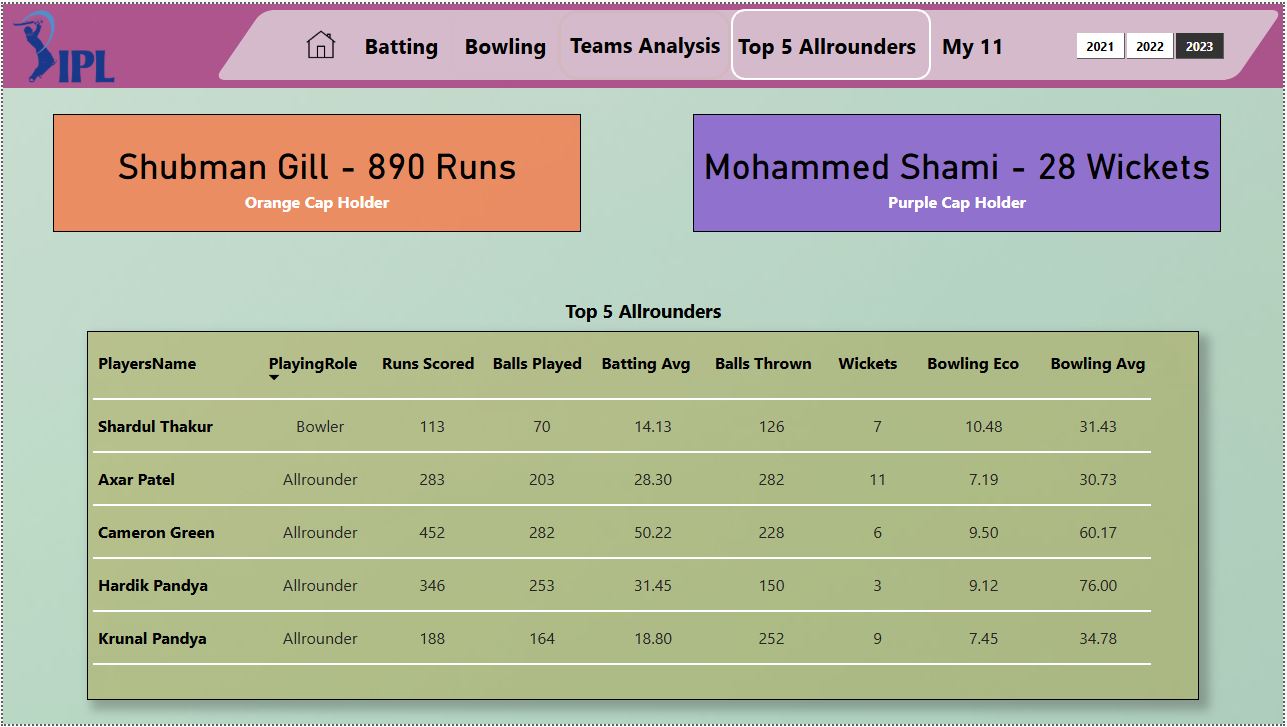 IPL
Batting Bowling Teams Analysis Top 5 Allrounders My 11 2021 2022 2023
Shubman Gill - 890 Runs
Orange Cap Holder
Mohammed Shami - 28 Wickets
Purple Cap Holder
Top 5 Allrounders
PlayersName PlayingRole Runs Scored Balls Played Batting Avg Balls Thrown Wickets Bowling Eco Bowling Avg
Shardul Thakur Bowler 113 70 14.13 126 7 10.48 31.43
Axar Patel Allrounder 283 203 28.30 282 11 7.19 30.73
Cameron Green Allrounder 452 282 50.22 228 6 9.50 60.17
Hardik Pandya Allrounder 346 253 31.45 150 3 9.12 76.00
Krunal Pandya Allrounder 188 164 18.80 252 9 7.45 34.78